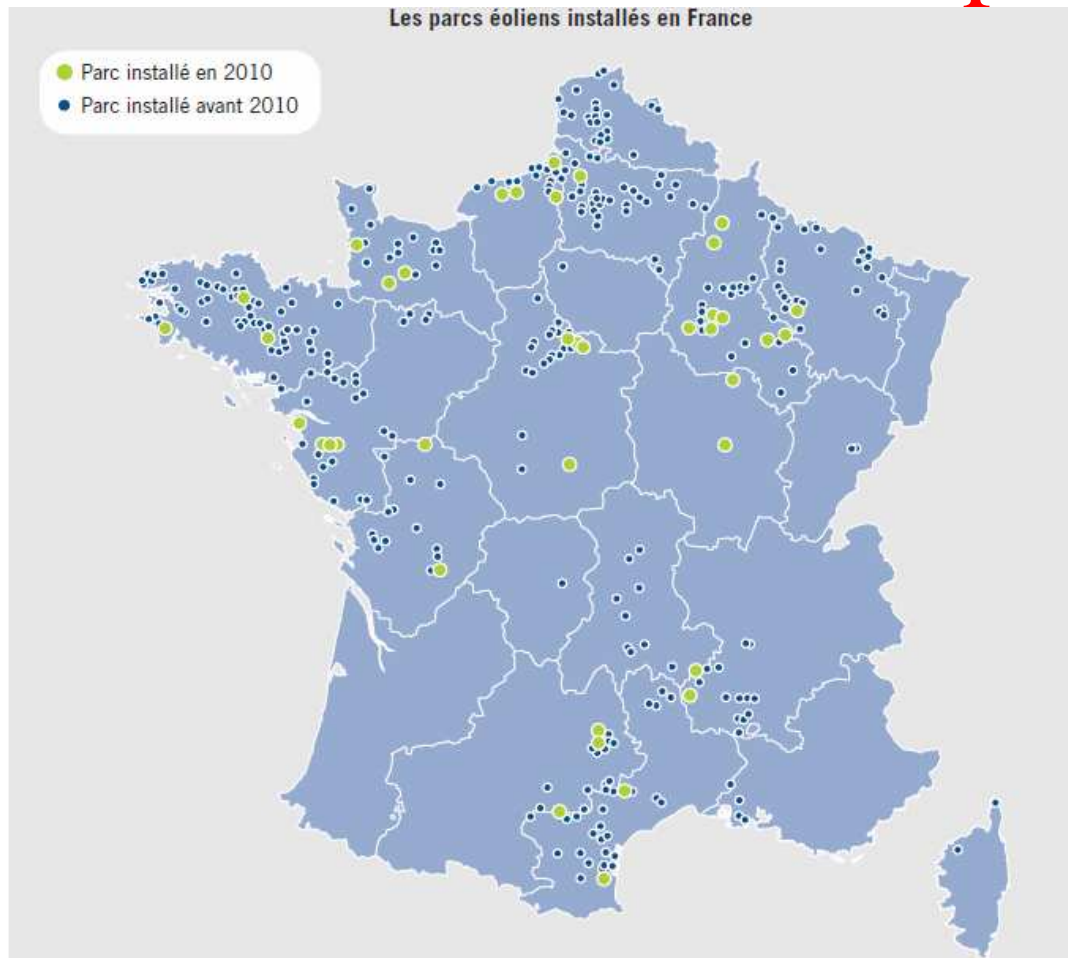 Les parcs éoliens installés en France
Parc installé en 2010
Parc installé avant 2010